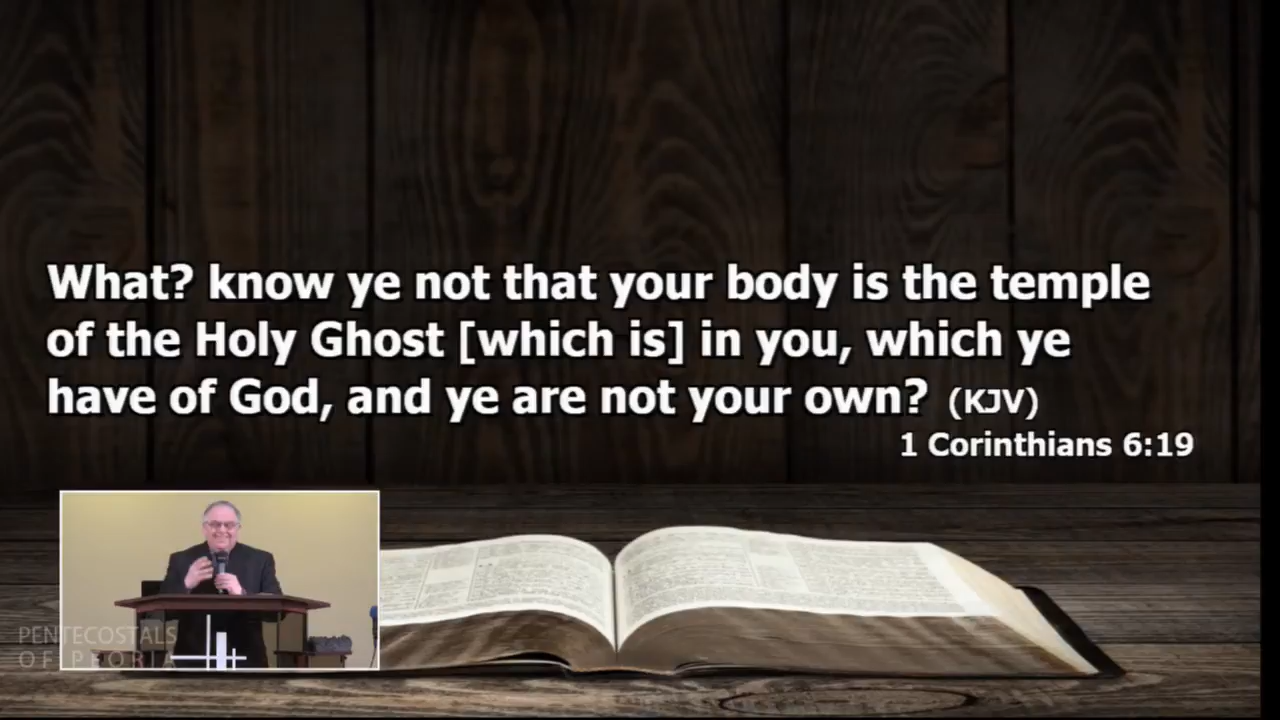 What? know ye not that your body is the temple
of the Holy Ghost [which is] in you, which ye
have of God, and ye are not your own? (KJV)
1 Corinthians 6:19
PENTECOSTALS
OF PEORIA